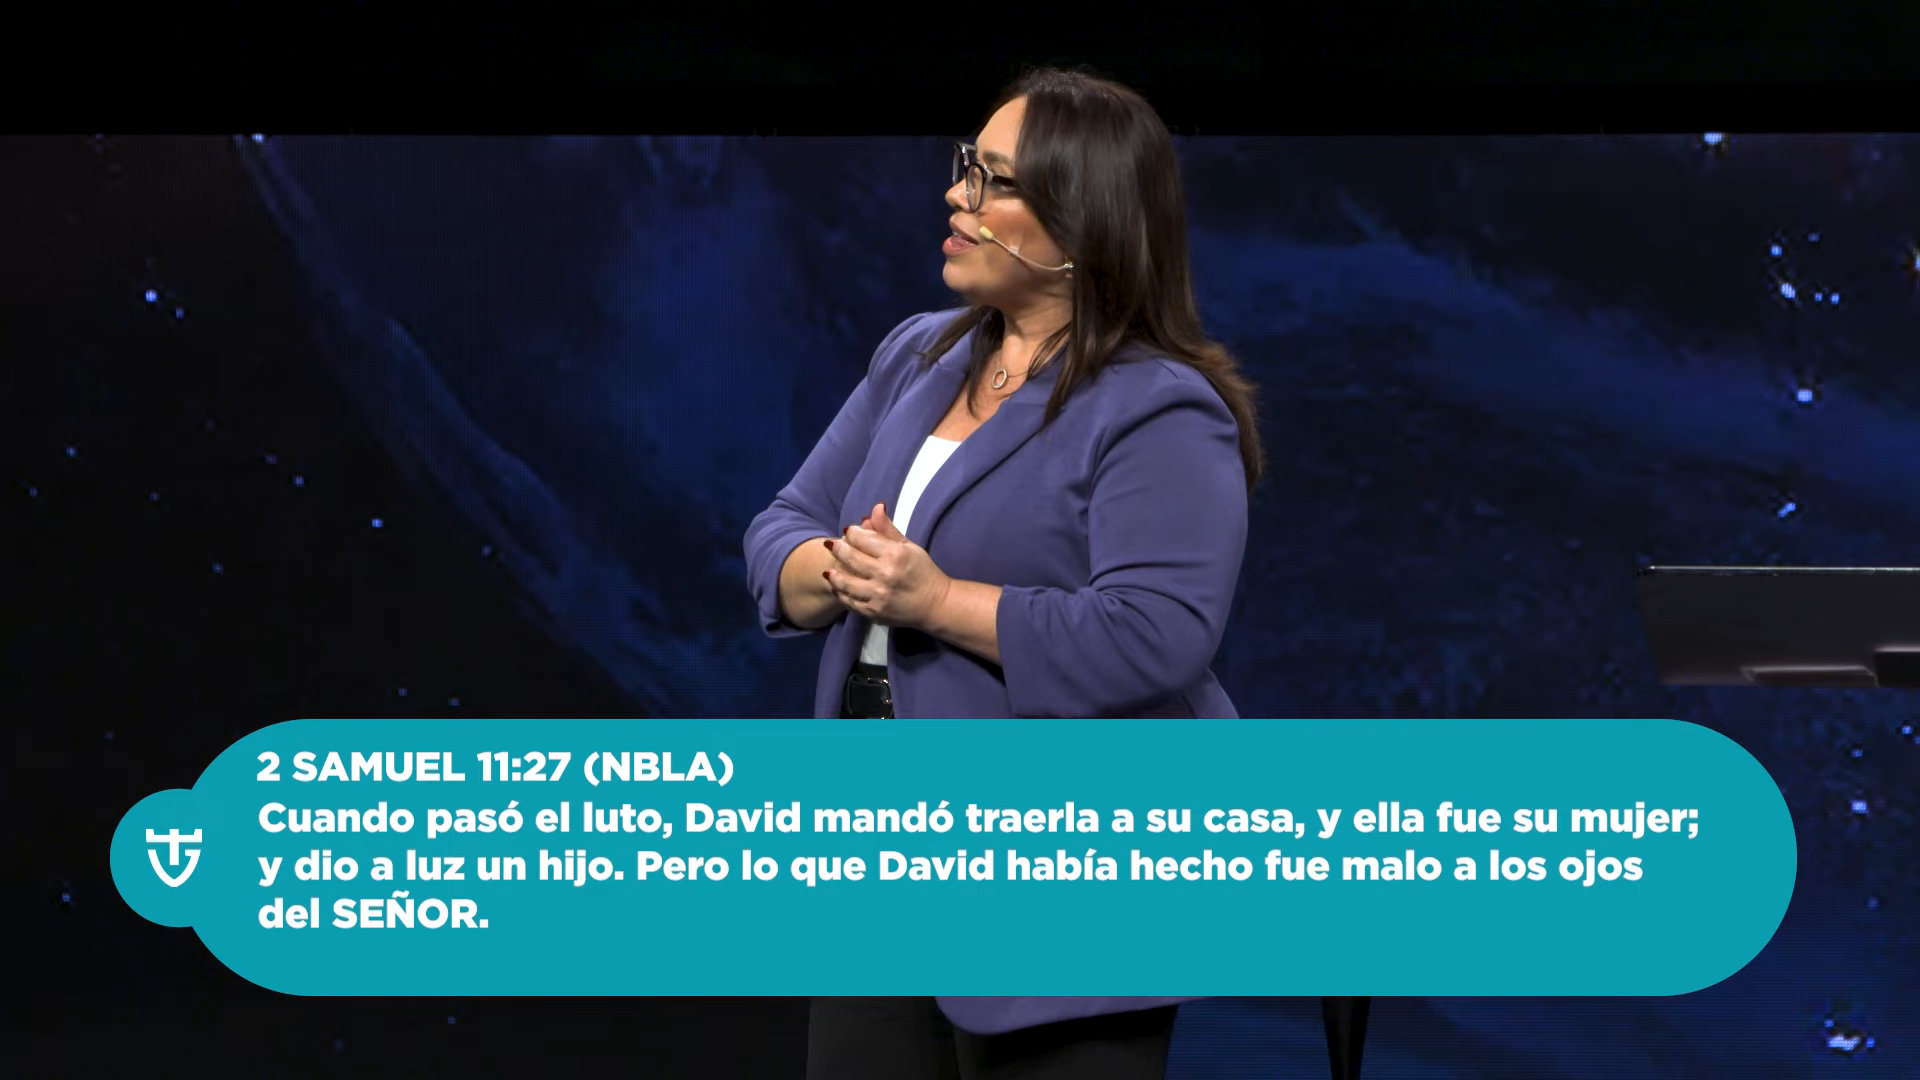 2 SAMUEL 11:27 (NBLA)
Cuando pasó el luto, David mandó traerla a su casa, y ella fue su mujer;
y dio a luz un hijo. Pero lo que David había hecho fue malo a los ojos
del SEÑOR.